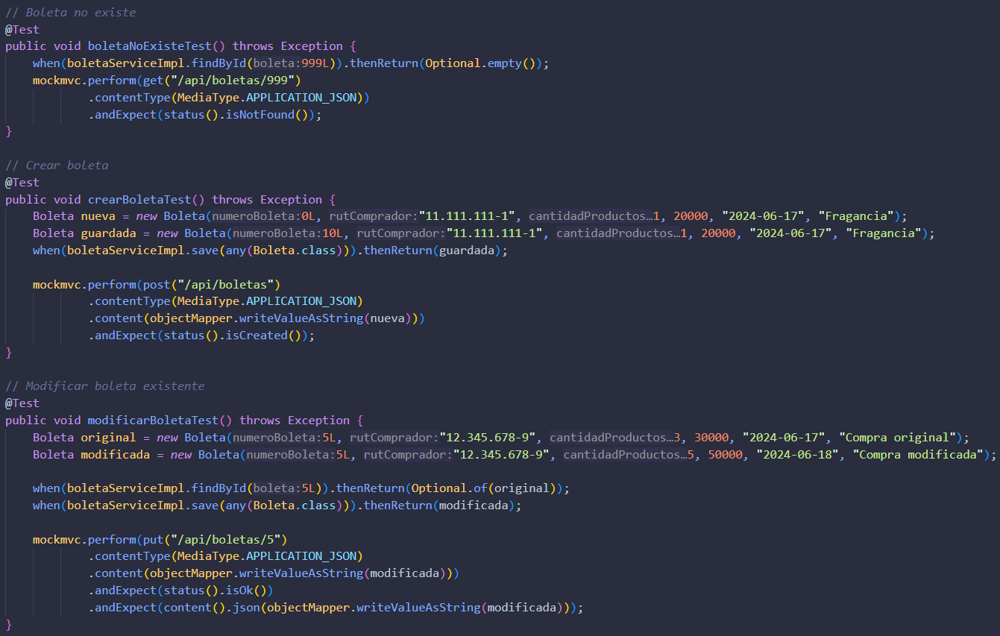 // Boleta no existe
@Test
public void boletaNoExisteTest() throws Exception {
    when(boletaServiceImpl.findById(boleta:999L)).thenReturn(Optional.empty());
    mockmvc.perform(get("/api/boletas/999")
            .contentType(MediaType.APPLICATION_JSON))
            .andExpect(status().isNotFound());
}

// Crear boleta
@Test
public void crearBoletaTest() throws Exception {
    Boleta nueva = new Boleta(numeroBoleta:0L, rutComprador:"11.111.111-1", cantidadProductos…1, 20000, "2024-06-17", "Fragancia");
    Boleta guardada = new Boleta(numeroBoleta:10L, rutComprador:"11.111.111-1", cantidadProductos…1, 20000, "2024-06-17", "Fragancia");
    when(boletaServiceImpl.save(any(Boleta.class))).thenReturn(guardada);

    mockmvc.perform(post("/api/boletas")
            .contentType(MediaType.APPLICATION_JSON)
            .content(objectMapper.writeValueAsString(nueva)))
            .andExpect(status().isCreated());
}

// Modificar boleta existente
@Test
public void modificarBoletaTest() throws Exception {
    Boleta original = new Boleta(numeroBoleta:5L, rutComprador:"12.345.678-9", cantidadProductos…3, 30000, "2024-06-17", "Compra original");
    Boleta modificada = new Boleta(numeroBoleta:5L, rutComprador:"12.345.678-9", cantidadProductos…5, 50000, "2024-06-18", "Compra modificada");

    when(boletaServiceImpl.findById(boleta:5L)).thenReturn(Optional.of(original));
    when(boletaServiceImpl.save(any(Boleta.class))).thenReturn(modificada);

    mockmvc.perform(put("/api/boletas/5")
            .contentType(MediaType.APPLICATION_JSON)
            .content(objectMapper.writeValueAsString(modificada)))
            .andExpect(status().isOk())
            .andExpect(content().json(objectMapper.writeValueAsString(modificada)));
}